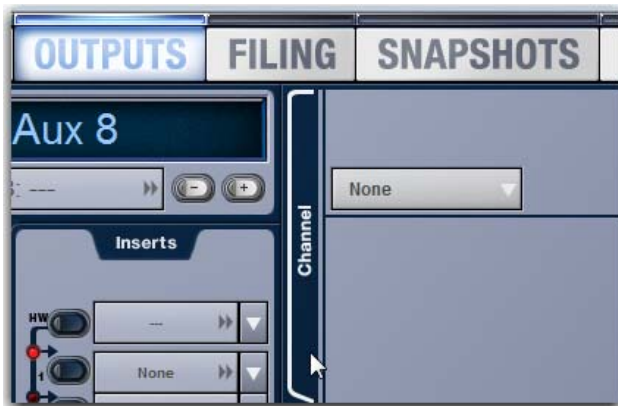 OUTPUTS FILING SNAPSHOTS
Aux 8
: ---
None
Inserts
Channel
HW
---
1
None